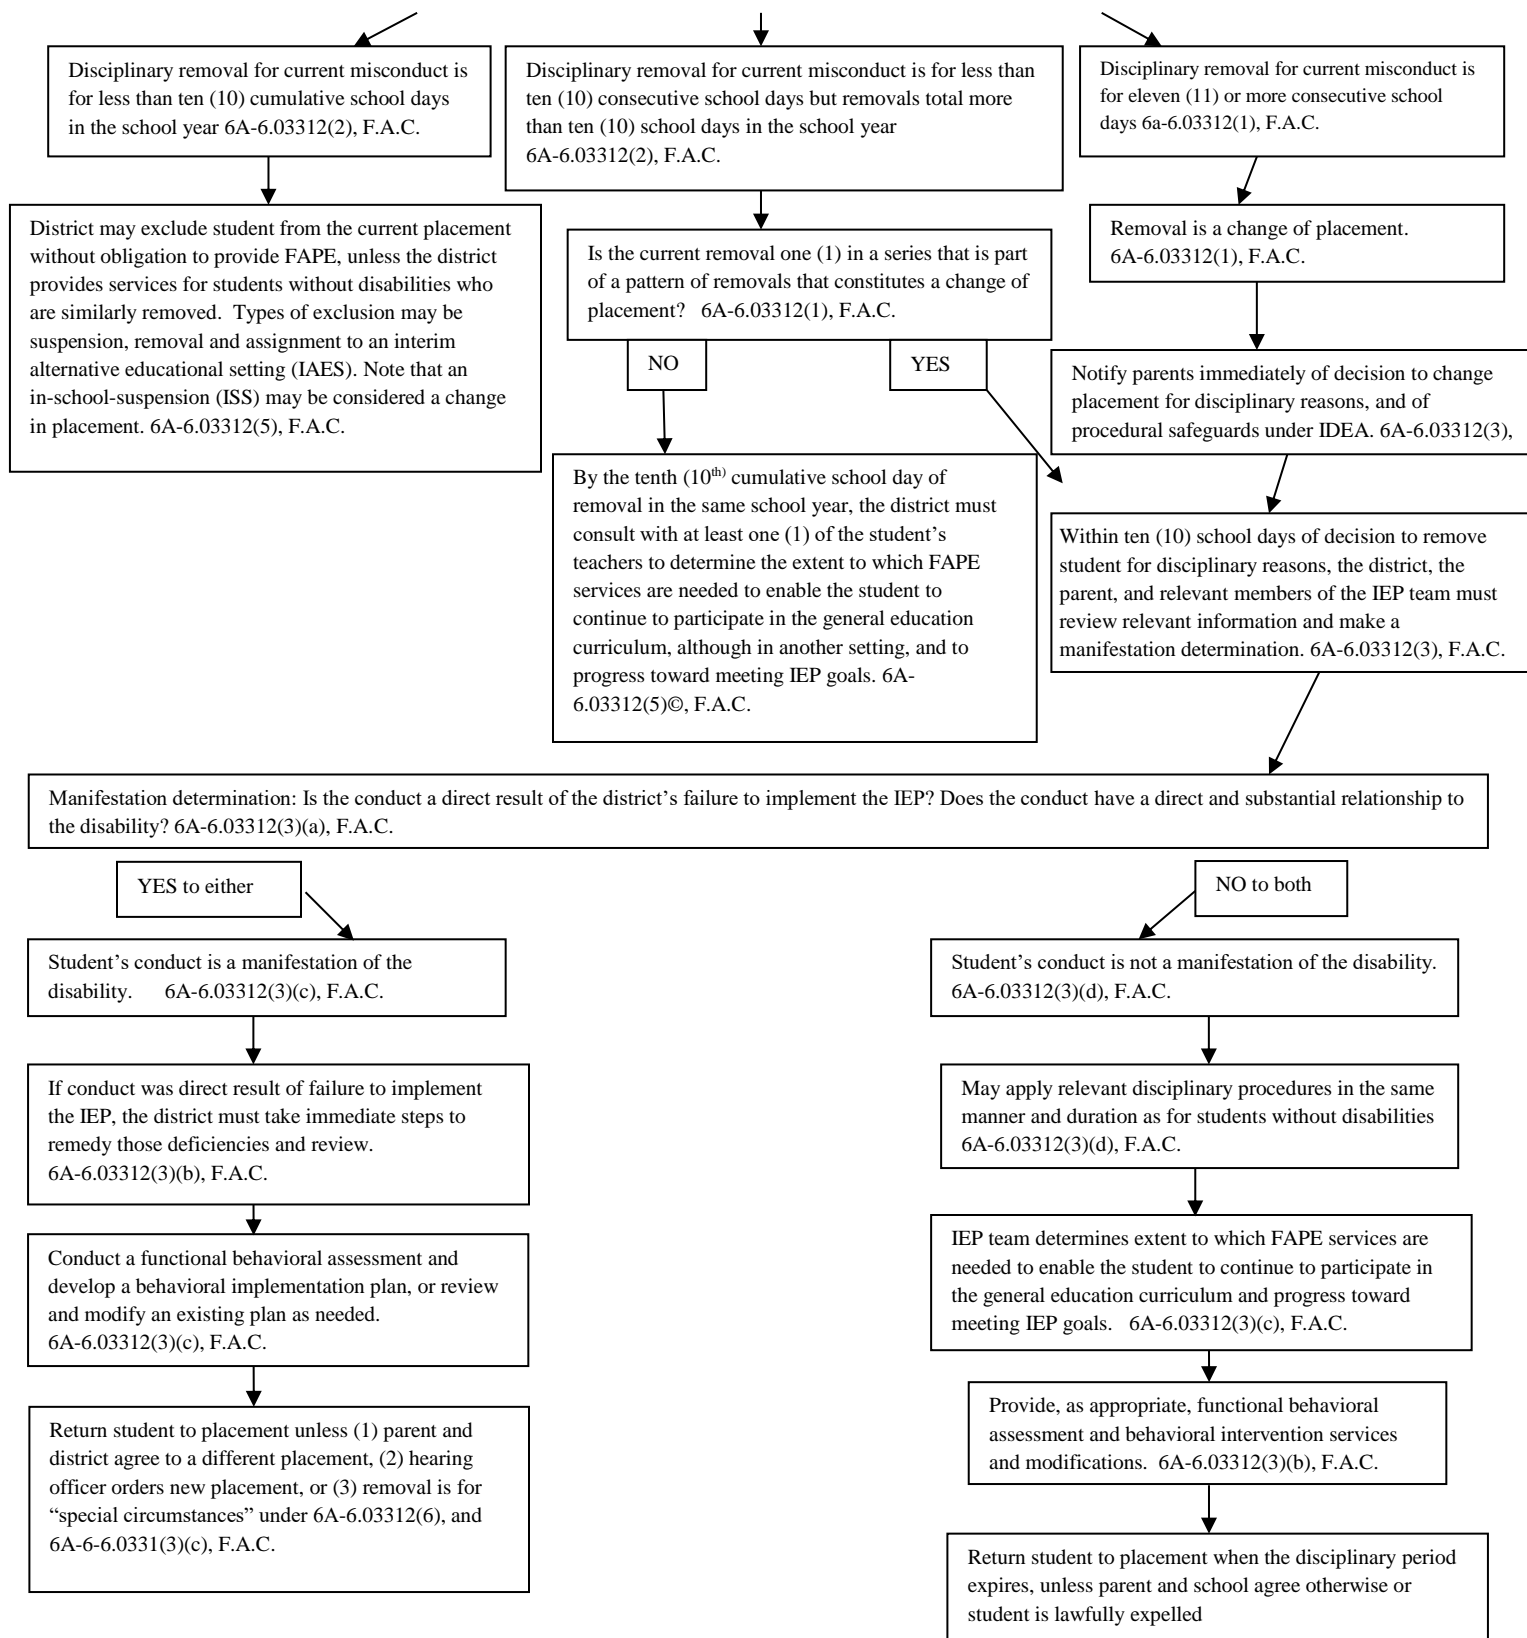 Disciplinary removal for current misconduct is
for less than ten (10) cumulative school days
in the school year 6A-6.03312(2), F.A.C.
Disciplinary removal for current misconduct is for less than
ten (10) consecutive school days but removals total more
than ten (10) school days in the school year
6A-6.03312(2), F.A.C.
Disciplinary removal for current misconduct is
for eleven (11) or more consecutive school
days 6a-6.03312(1), F.A.C.
District may exclude student from the current placement
without obligation to provide FAPE, unless the district
provides services for students without disabilities who
are similarly removed.  Types of exclusion may be
suspension, removal and assignment to an interim
alternative educational setting (IAES). Note that an
in-school-suspension (ISS) may be considered a change
in placement. 6A-6.03312(5), F.A.C.
Is the current removal one (1) in a series that is part
of a pattern of removals that constitutes a change of
placement?   6A-6.03312(1), F.A.C.
Removal is a change of placement.
6A-6.03312(1), F.A.C.
NO
YES
Notify parents immediately of decision to change
placement for disciplinary reasons, and of
procedural safeguards under IDEA. 6A-6.03312(3),
By the tenth (10th) cumulative school day of
removal in the same school year, the district must
consult with at least one (1) of the student’s
teachers to determine the extent to which FAPE
services are needed to enable the student to
continue to participate in the general education
curriculum, although in another setting, and to
progress toward meeting IEP goals. 6A-
6.03312(5)©, F.A.C.
Within ten (10) school days of decision to remove
student for disciplinary reasons, the district, the
parent, and relevant members of the IEP team must
review relevant information and make a
manifestation determination. 6A-6.03312(3), F.A.C.
Manifestation determination: Is the conduct a direct result of the district’s failure to implement the IEP? Does the conduct have a direct and substantial relationship to
the disability? 6A-6.03312(3)(a), F.A.C.
YES to either
NO to both
Student’s conduct is a manifestation of the
disability.      6A-6.03312(3)(c), F.A.C.
Student’s conduct is not a manifestation of the disability.
6A-6.03312(3)(d), F.A.C.
If conduct was direct result of failure to implement
the IEP, the district must take immediate steps to
remedy those deficiencies and review.
6A-6.03312(3)(b), F.A.C.
May apply relevant disciplinary procedures in the same
manner and duration as for students without disabilities
6A-6.03312(3)(d), F.A.C.
Conduct a functional behavioral assessment and
develop a behavioral implementation plan, or review
and modify an existing plan as needed.
6A-6.03312(3)(c), F.A.C.
IEP team determines extent to which FAPE services are
needed to enable the student to continue to participate in
the general education curriculum and progress toward
meeting IEP goals.   6A-6.03312(3)(c), F.A.C.
Return student to placement unless (1) parent and
district agree to a different placement, (2) hearing
officer orders new placement, or (3) removal is for
“special circumstances” under 6A-6.03312(6), and
6A-6-6.0331(3)(c), F.A.C.
Provide, as appropriate, functional behavioral
assessment and behavioral intervention services
and modifications.  6A-6.03312(3)(b), F.A.C.
Return student to placement when the disciplinary period
expires, unless parent and school agree otherwise or
student is lawfully expelled